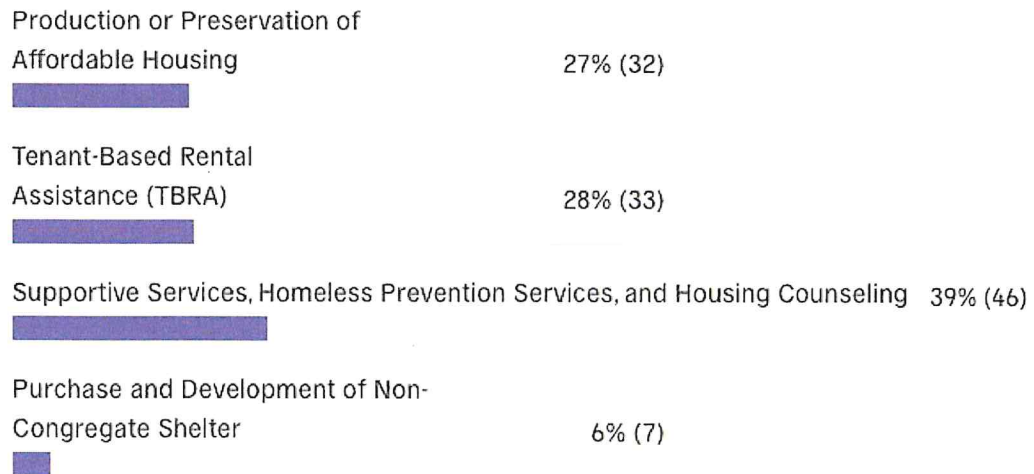 Production or Preservation of
Affordable Housing 27% (32)
Tenant-Based Rental
Assistance (TBRA) 28% (33)
Supportive Services, Homeless Prevention Services, and Housing Counseling 39% (46)
Purchase and Development of Non-
Congregate Shelter 6% (7)